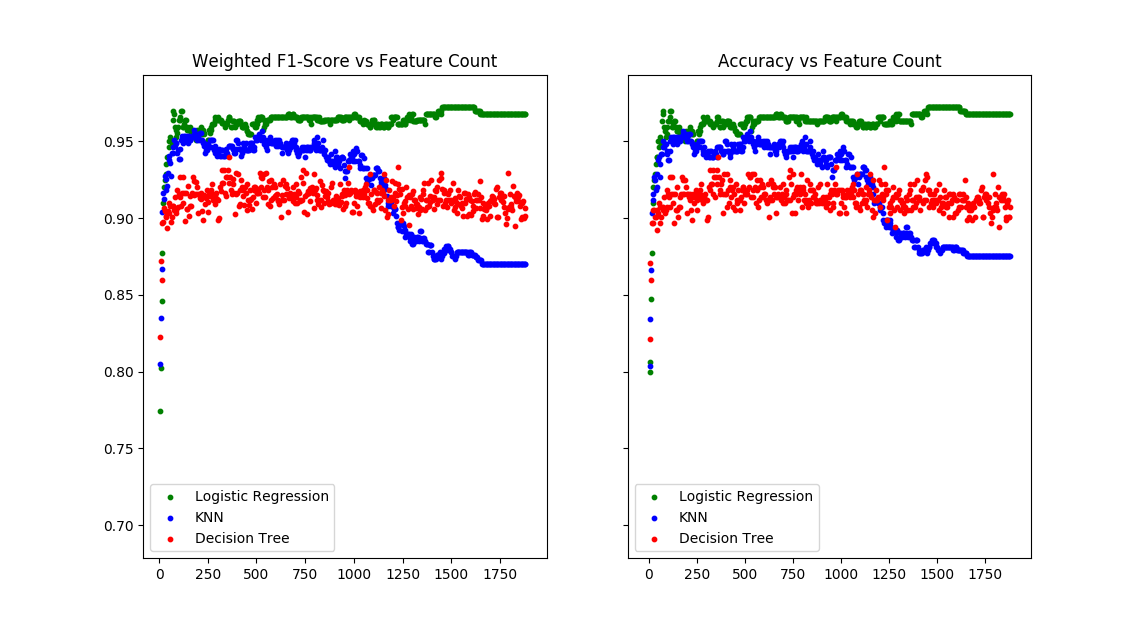 Weighted F1-Score vs Feature Count
Accuracy vs Feature Count
0.95
0.90
0.85
0.80
0.75
0.70
Logistic Regression
KNN
Decision Tree
Logistic Regression
KNN
Decision Tree
0 250 500 750 1000 1250 1500 1750
0 250 500 750 1000 1250 1500 1750